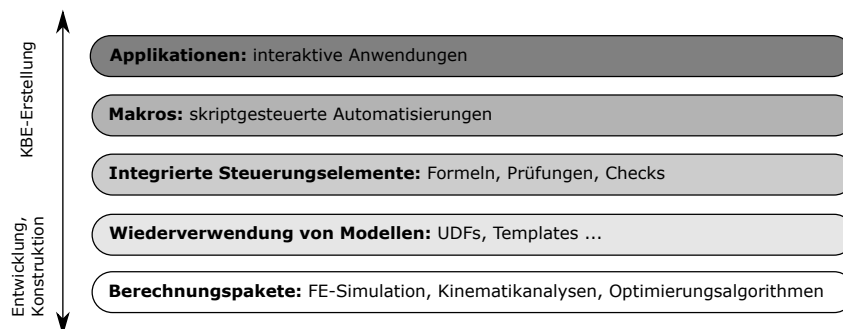 KBE-Erstellung
Applikationen: interaktive Anwendungen
Makros: skriptgesteuerte Automatisierungen
Integrierte Steuerungselemente: Formeln, Prüfungen, Checks
Entwicklung,
Konstruktion
Wiederverwendung von Modellen: UDFs, Templates ...
Berechnungspakete: FE-Simulation, Kinematikanalysen, Optimierungsalgorithmen